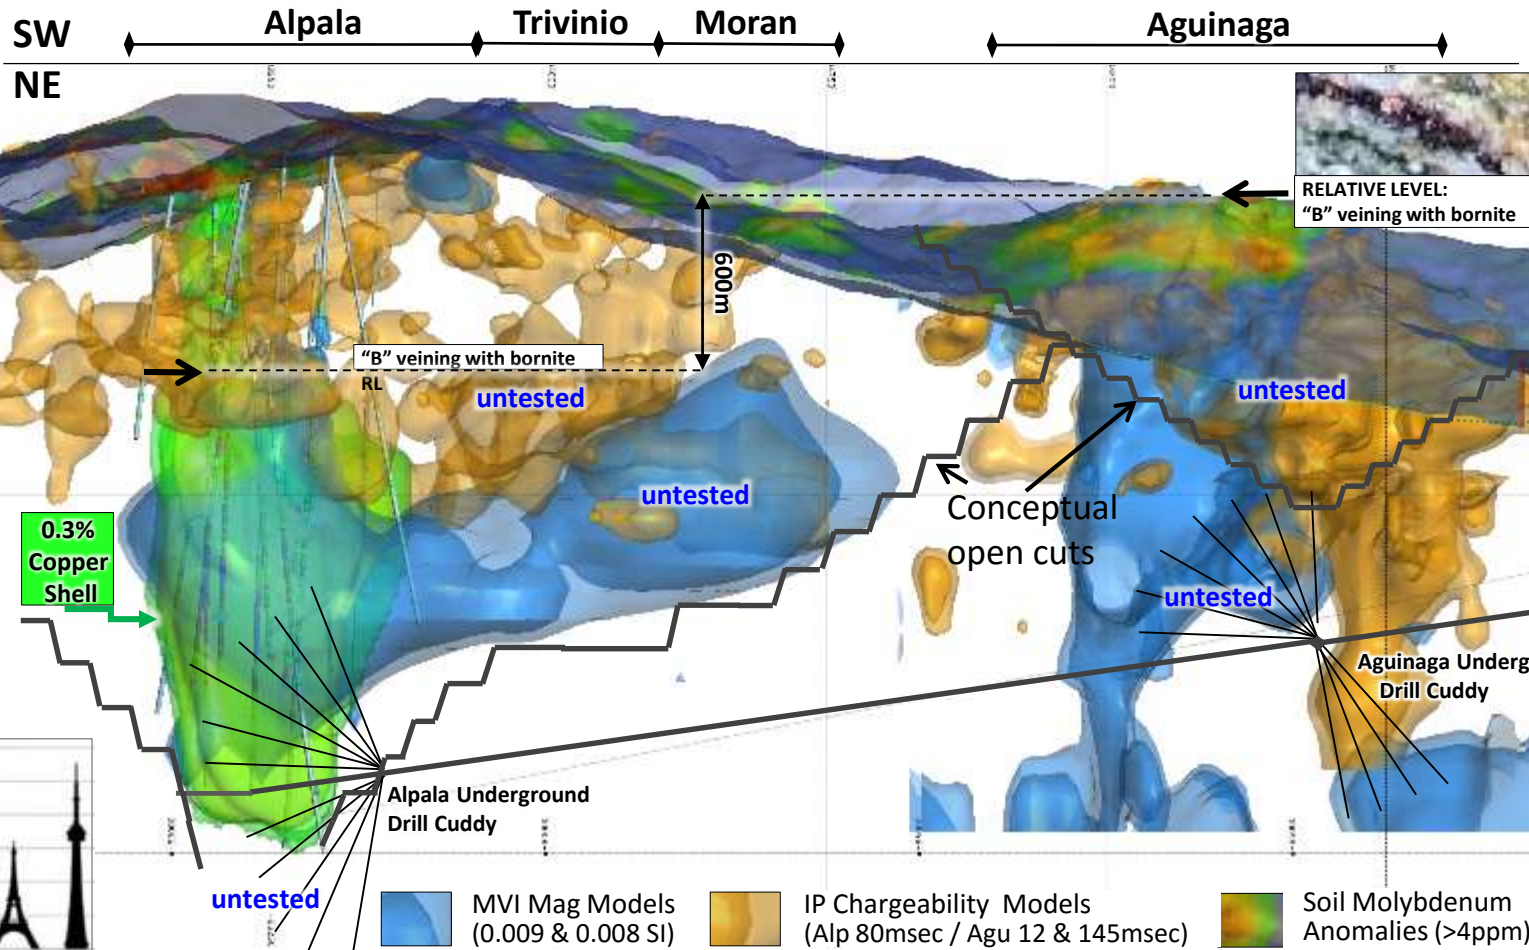 SW
Alpala
Trivinio
Moran
Aguinaga
NE
RELATIVE LEVEL:
"B" veining with bornite
600m
"B" veining with bornite
RL
untested
untested
untested
0.3%
Copper
Shell
Conceptual
open cuts
untested
Aguinaga Underg
Drill Cuddy
Alpala Underground
Drill Cuddy
untested
MVI Mag Models
(0.009 & 0.008 SI)
IP Chargeability Models
(Alp 80msec / Agu 12 & 145msec)
Soil Molybdenum
Anomalies (>4ppm)